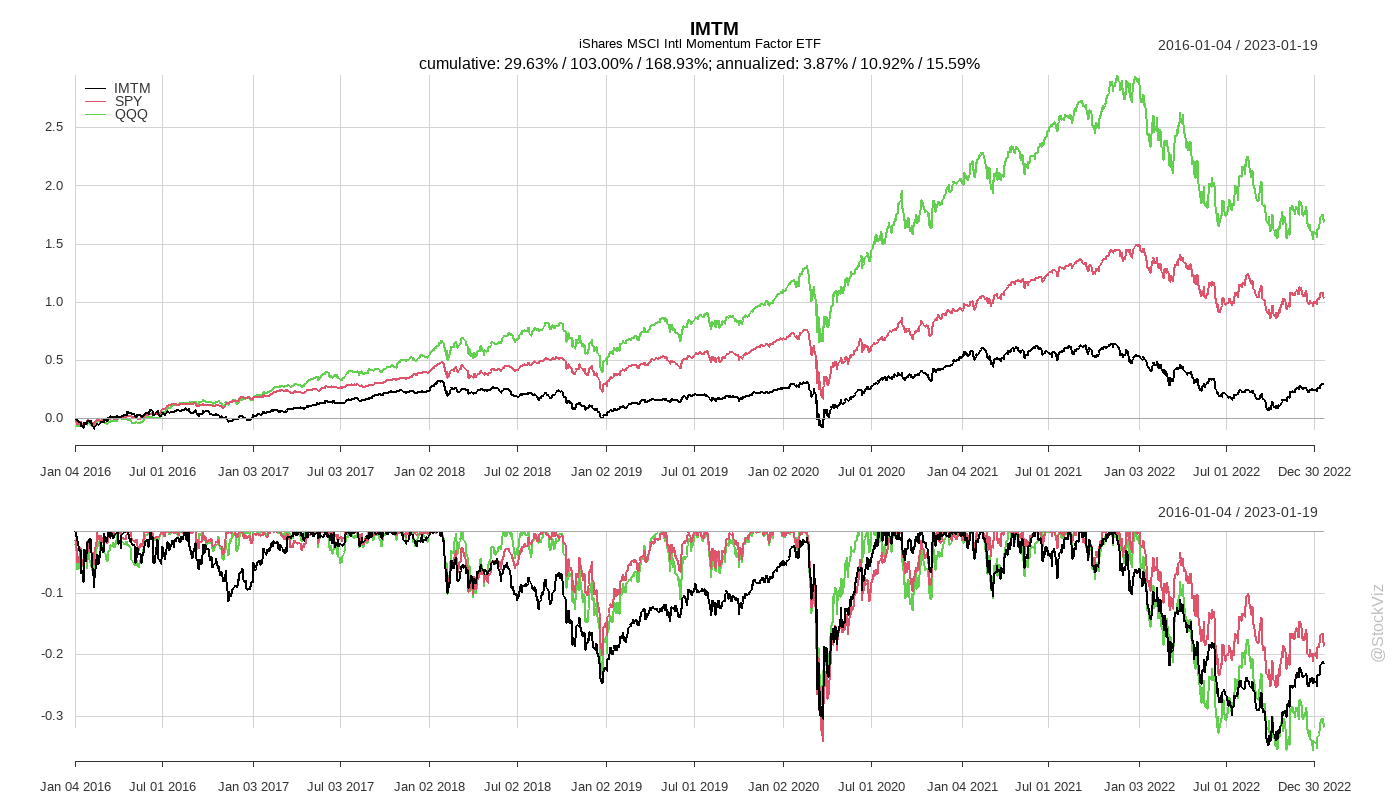 IMTM
iShares MSCI Intl Momentum Factor ETF
2016-01-04 / 2023-01-19
cumulative: 29.63% / 103.00% / 168.93%; annualized: 3.87% / 10.92% / 15.59%
IMTM
SPY
QQQ
2.5
2.0
1.5
1.0
0.5
0.0
Jan 04 2016 Jul 01 2016 Jan 03 2017 Jul 03 2017 Jan 02 2018 Jul 02 2018 Jan 02 2019 Jul 01 2019 Jan 02 2020 Jul 01 2020 Jan 04 2021 Jul 01 2021 Jan 03 2022 Jul 01 2022 Dec 30 2022
2016-01-04 / 2023-01-19
-0.1
-0.2
-0.3
Jan 04 2016 Jul 01 2016 Jan 03 2017 Jul 03 2017 Jan 02 2018 Jul 02 2018 Jan 02 2019 Jul 01 2019 Jan 02 2020 Jul 01 2020 Jan 04 2021 Jul 01 2021 Jan 03 2022 Jul 01 2022 Dec 30 2022
@StockViz